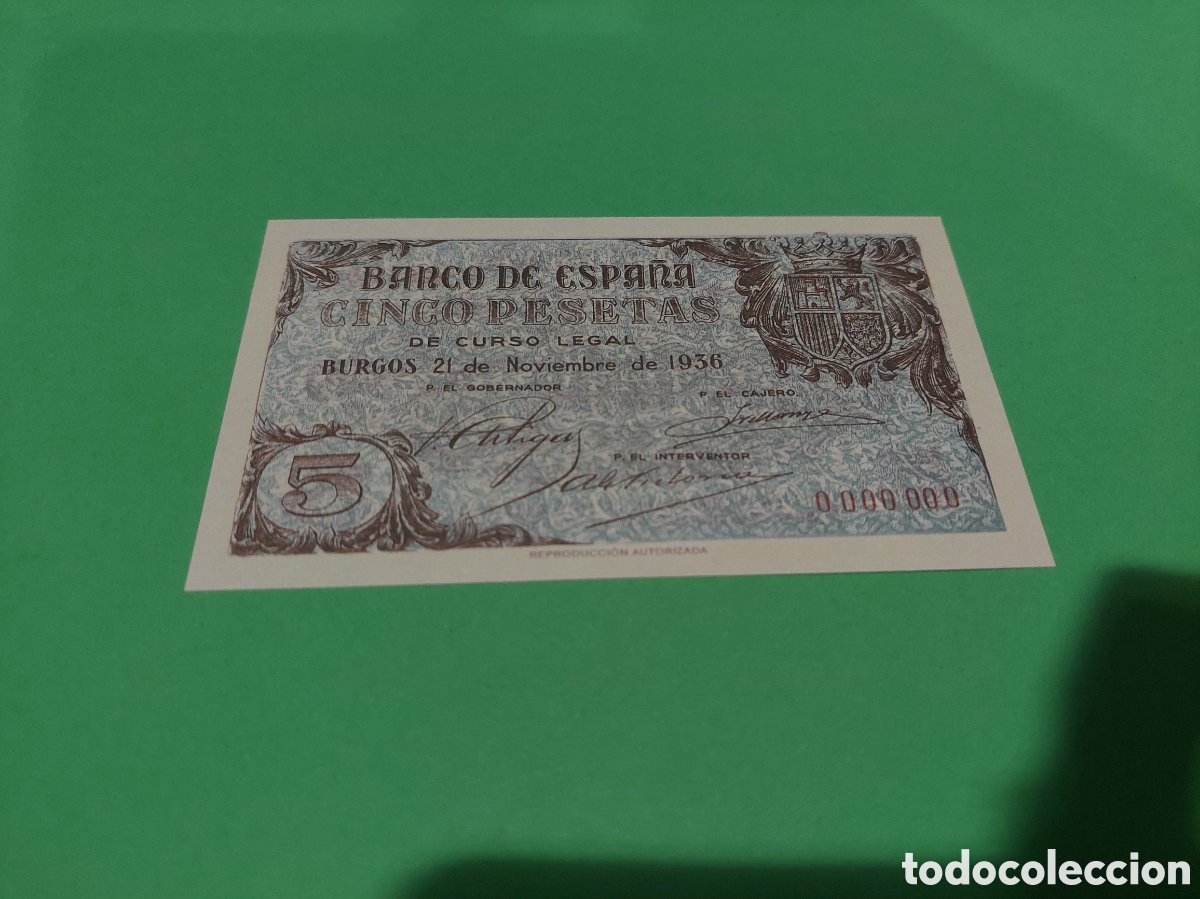 BANCO DE ESPAÑA
CINCO PESETAS
DE CURSO LEGAL
BURGOS 21 de Noviembre de 1936
P. EL GOBERNADOR
P. EL CAJERO.
P. EL INTERVENTOR
5
0000000
REPRODUCCIÓN AUTORIZADA
todocoleccion